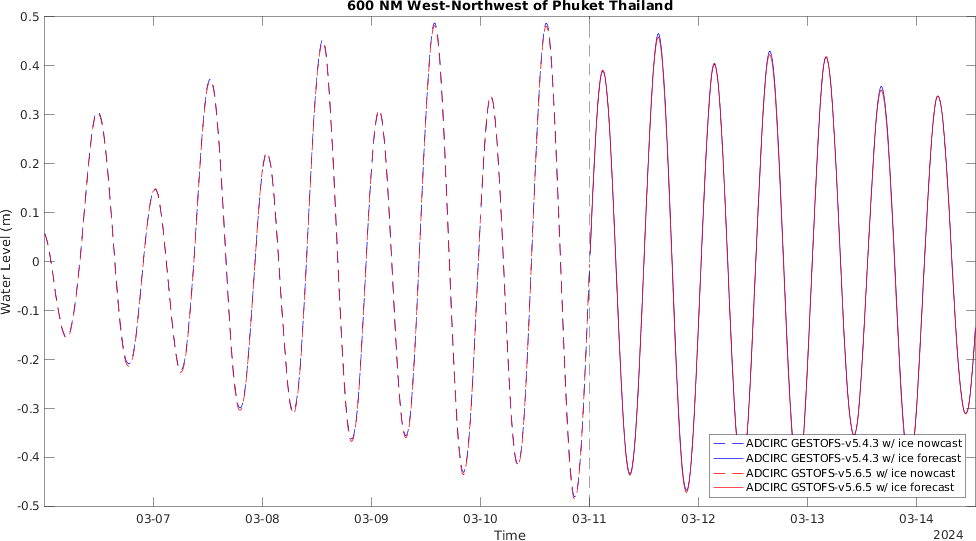 600 NM West-Northwest of Phuket Thailand
0.5
0.4
0.3
0.2
0.1
0
-0.1
-0.2
-0.3
-0.4
-0.5
Water Level (m)
ADCIRC GESTOFS-v5.4.3 w/ ice nowcast
ADCIRC GESTOFS-v5.4.3 w/ ice forecast
ADCIRC GSTOFS-v5.6.5 w/ ice nowcast
ADCIRC GSTOFS-v5.6.5 w/ ice forecast
03-07 03-08 03-09 03-10 03-11 03-12 03-13 03-14
Time
2024